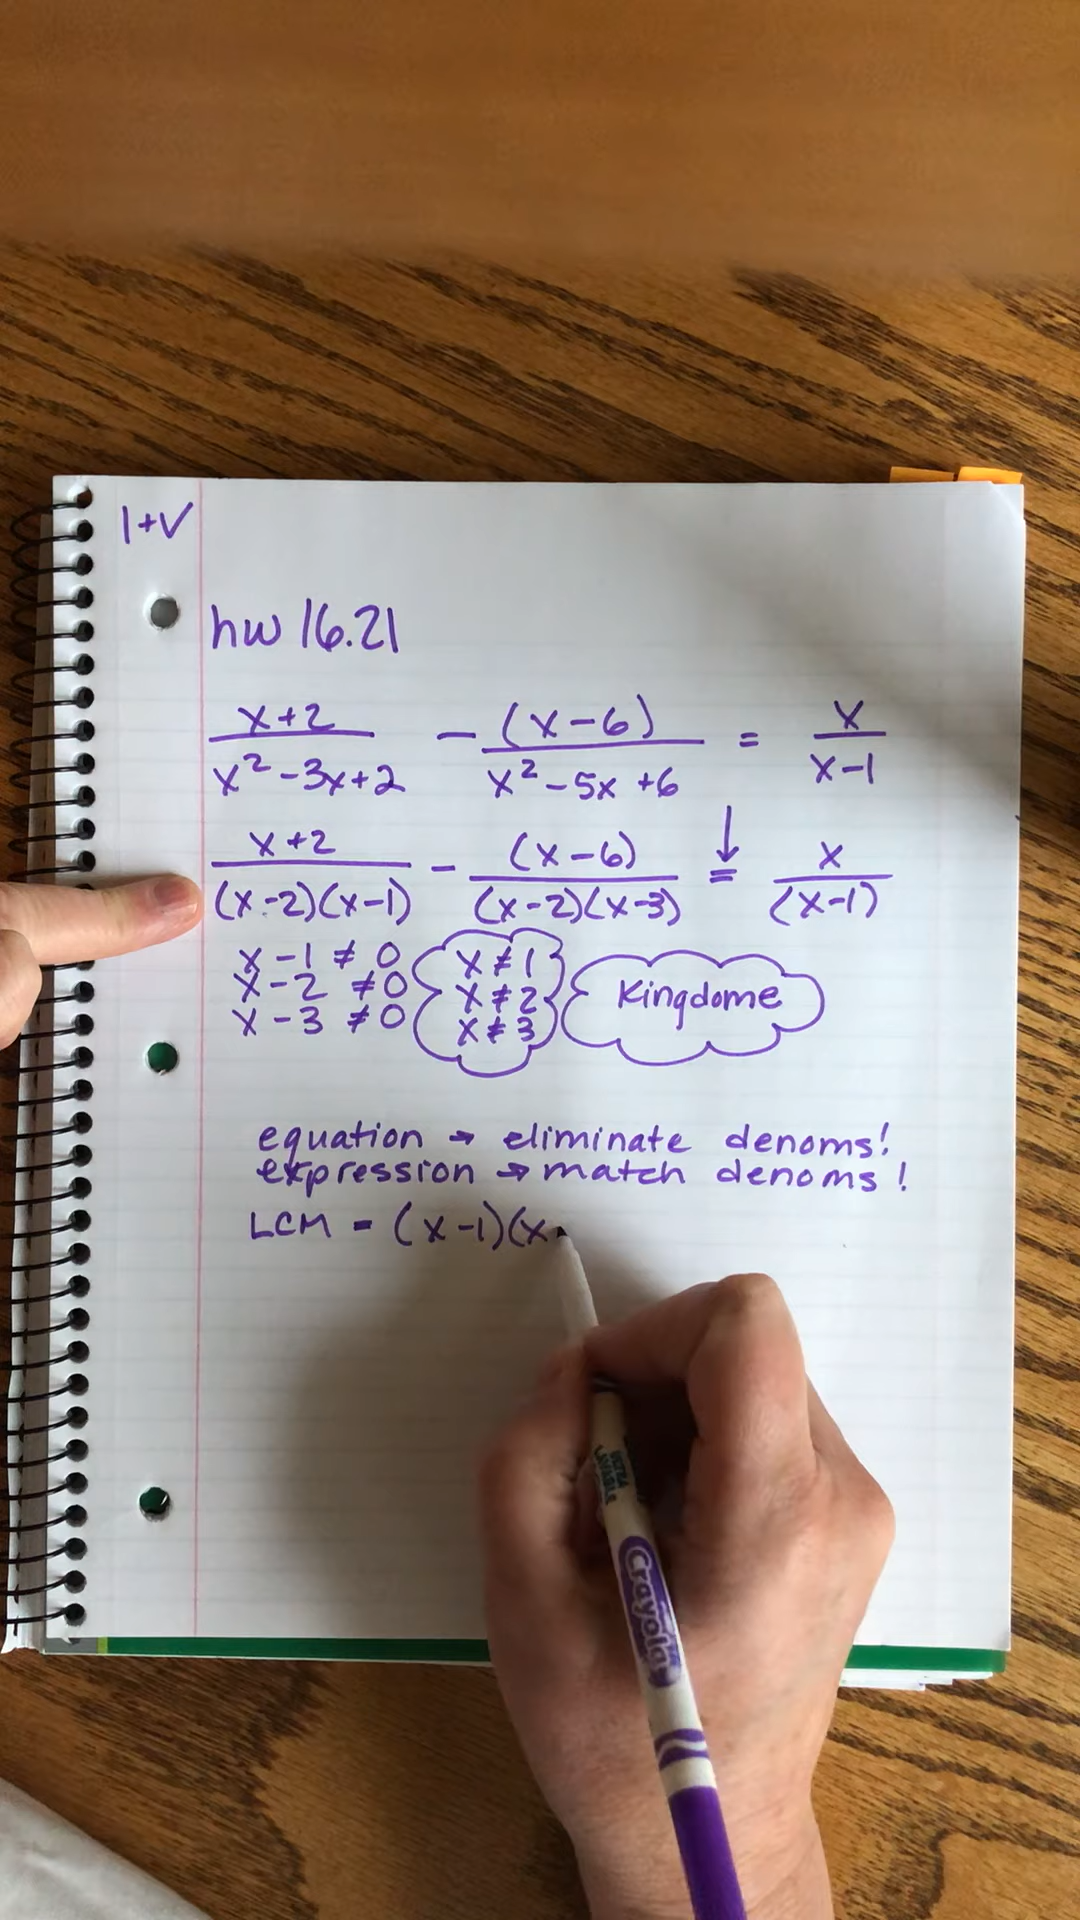 1+V
hw 16.21
x+2 / x² -3x+2 - (x-6) / x² -5x +6 = x / x-1
↓
x+2 / (x-2)(x-1) - (x-6) / (x-2)(x-3) = x / (x-1)
x -1 ≠ 0 x ≠ 1
x -2 ≠ 0 x ≠ 2 Kingdome
x -3 ≠ 0 x ≠ 3
equation → eliminate denoms!
expression → match denoms!
LCM = (x-1)(x
Crayola